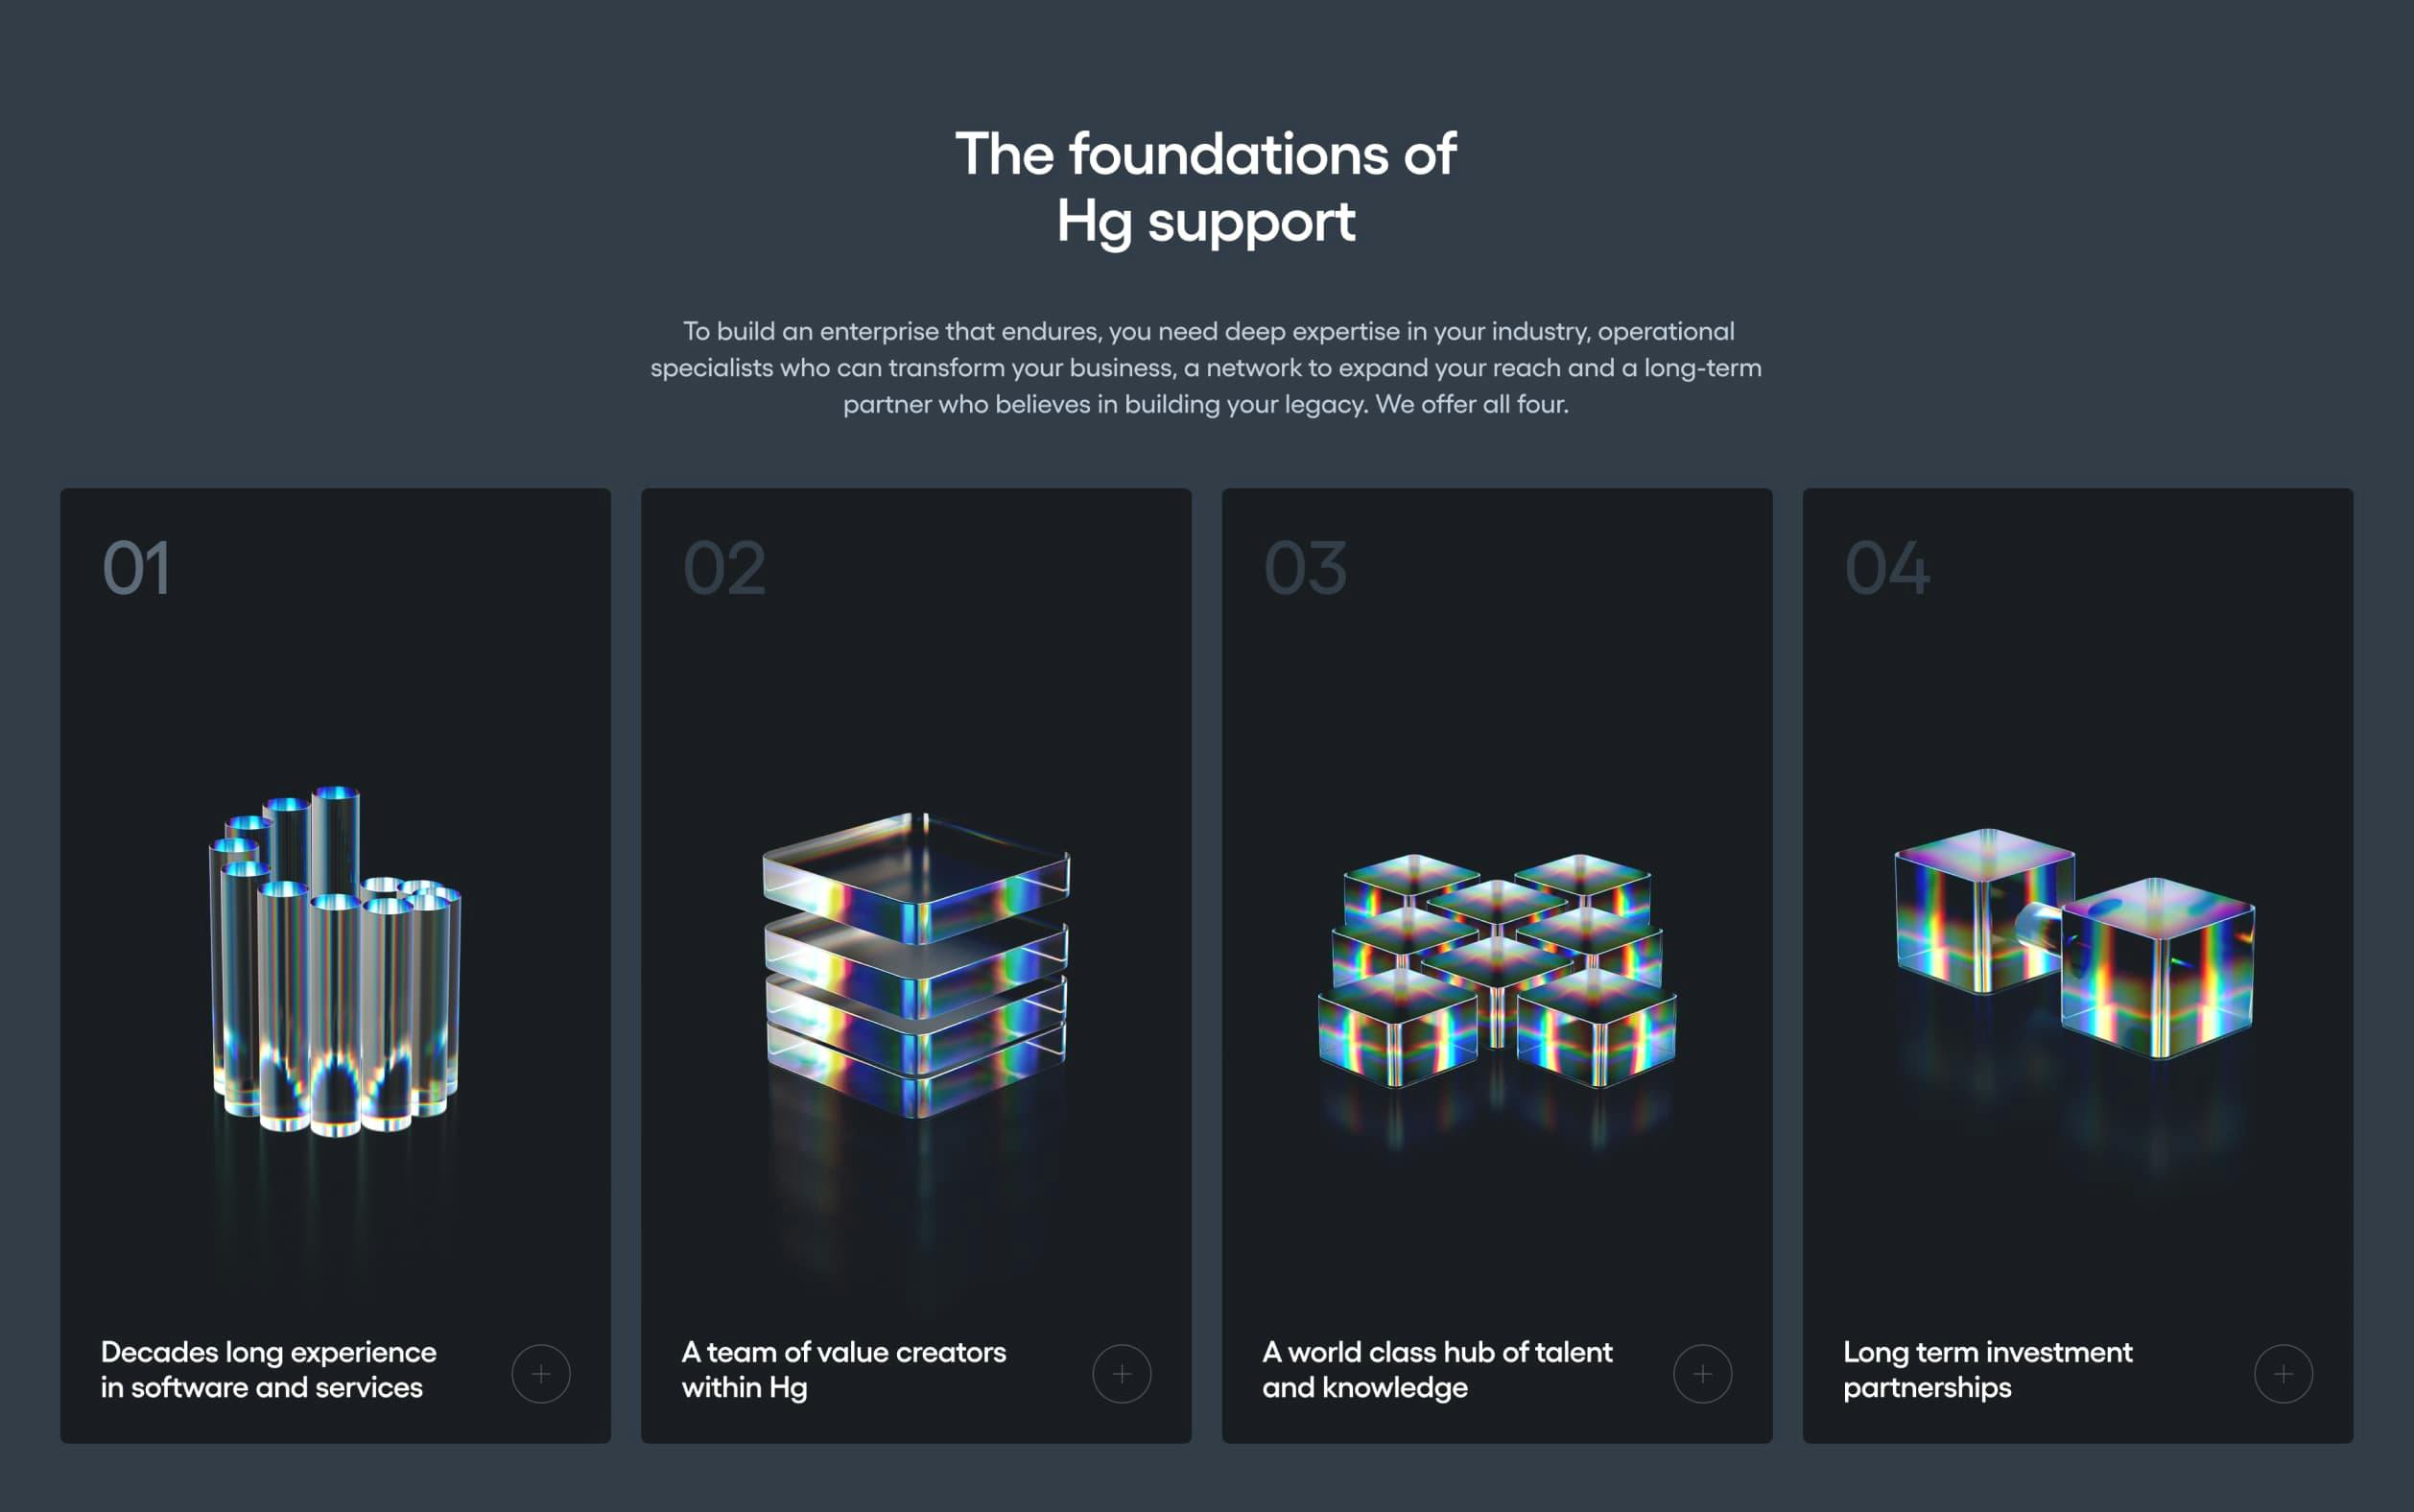 The foundations of
Hg support
To build an enterprise that endures, you need deep expertise in your industry, operational
specialists who can transform your business, a network to expand your reach and a long-term
partner who believes in building your legacy. We offer all four.
01
Decades long experience
in software and services
02
A team of value creators
within Hg
03
A world class hub of talent
and knowledge
04
Long term investment
partnerships